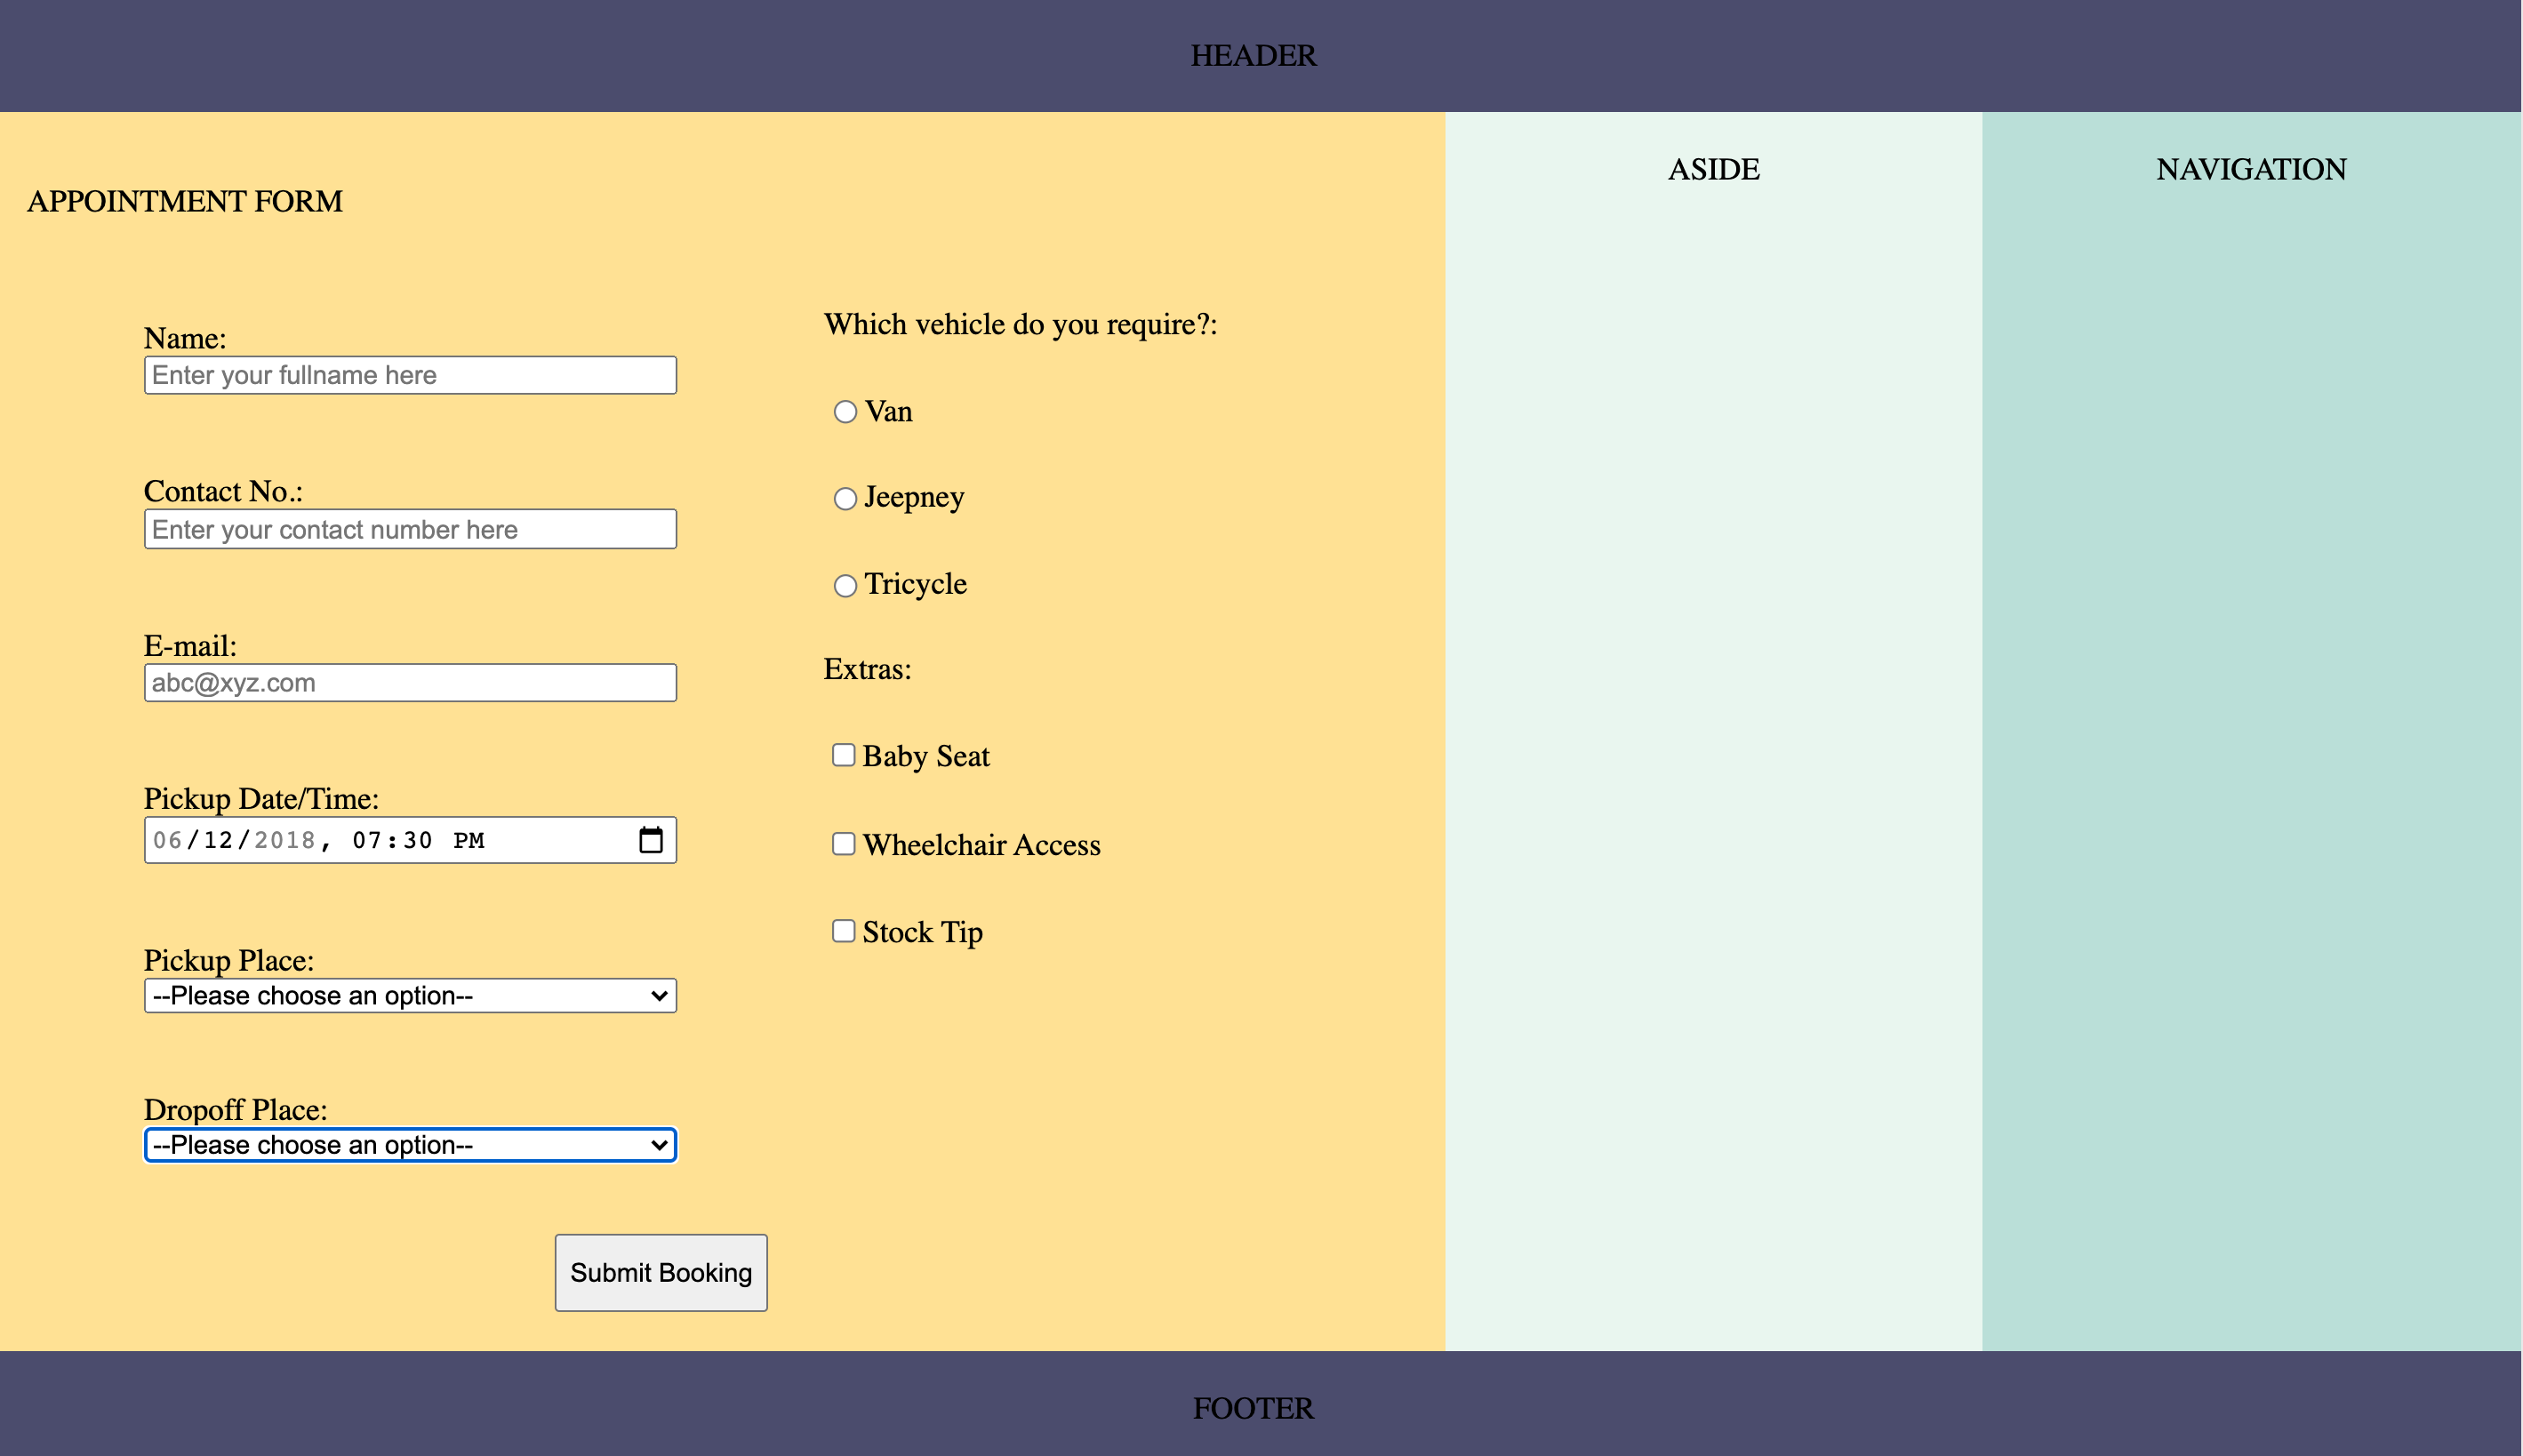 HEADER
APPOINTMENT FORM
Name:
Enter your fullname here
Contact No.:
Enter your contact number here
E-mail:
abc@xyz.com
Pickup Date/Time:
06/12/2018, 07:30 PM
Pickup Place:
--Please choose an option--
Dropoff Place:
--Please choose an option--
Submit Booking
Which vehicle do you require?:
Van
Jeepney
Tricycle
Extras:
Baby Seat
Wheelchair Access
Stock Tip
ASIDE
NAVIGATION
FOOTER